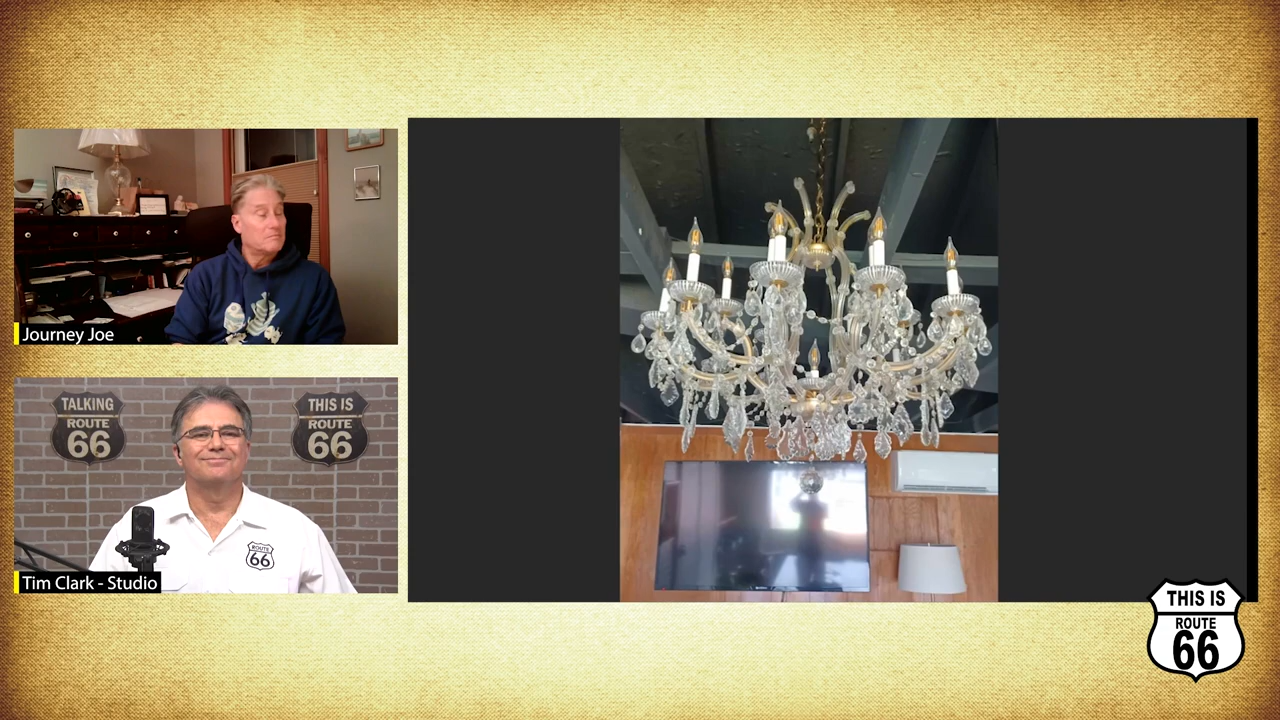 Journey Joe
TALKING
ROUTE
66
THIS IS
ROUTE
66
ROUTE
66
Tim Clark - Studio
THIS IS
ROUTE
66